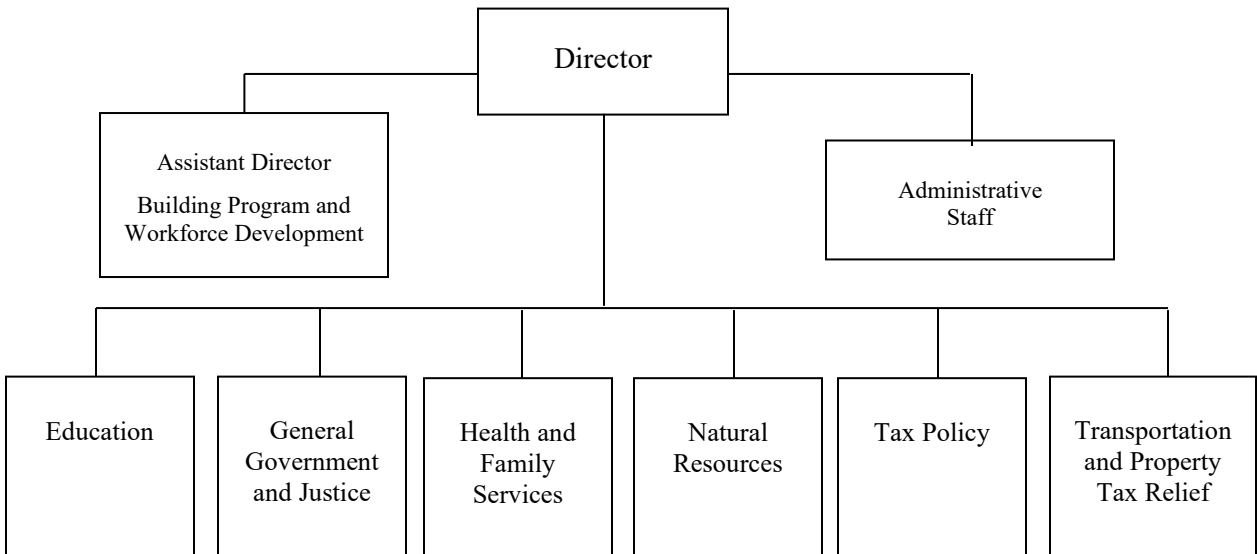 Director
Assistant Director
Building Program and
Workforce Development
Administrative
Staff
Education
General
Government
and Justice
Health and
Family
Services
Natural
Resources
Tax Policy
Transportation
and Property
Tax Relief